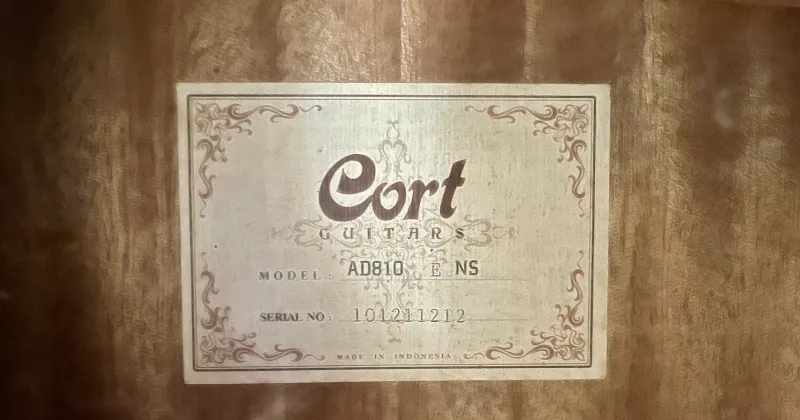 Cort
GUITARS
MODEL: AD810 E NS
SERIAL NO: 101211212
MADE IN INDONESIA